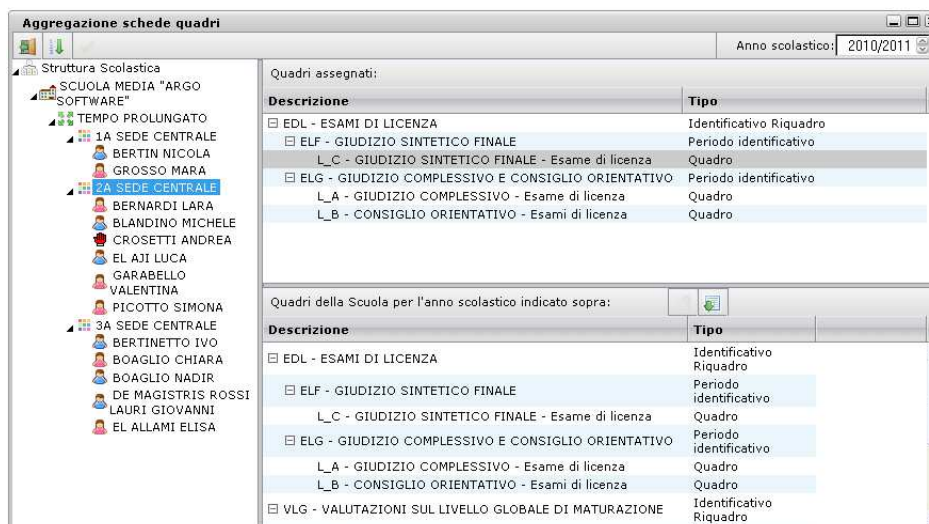 Aggregazione schede quadri
Anno scolastico: 2010/2011
Struttura Scolastica
SCUOLA MEDIA "ARGO
SOFTWARE"
TEMPO PROLUNGATO
1A SEDE CENTRALE
BERTIN NICOLA
GROSSO MARA
2A SEDE CENTRALE
BERNARDI LARA
BLANDINO MICHELE
CROSETTI ANDREA
EL AJI LUCA
GARABELLO
VALENTINA
PICOTTO SIMONA
3A SEDE CENTRALE
BERTINETTO IVO
BOAGLIO CHIARA
BOAGLIO NADIR
DE MAGISTRIS ROSSI
LAURI GIOVANNI
EL ALLAMI ELISA
Quadri assegnati:
Descrizione Tipo
EDL - ESAMI DI LICENZA Identificativo Riquadro
ELF - GIUDIZIO SINTETICO FINALE Periodo identificativo
L_C - GIUDIZIO SINTETICO FINALE - Esame di licenza Quadro
ELG - GIUDIZIO COMPLESSIVO E CONSIGLIO ORIENTATIVO Periodo identificativo
L_A - GIUDIZIO COMPLESSIVO - Esame di licenza Quadro
L_B - CONSIGLIO ORIENTATIVO - Esami di licenza Quadro
Quadri della Scuola per l'anno scolastico indicato sopra:
Descrizione Tipo
EDL - ESAMI DI LICENZA Identificativo
Riquadro
ELF - GIUDIZIO SINTETICO FINALE Periodo
identificativo
L_C - GIUDIZIO SINTETICO FINALE - Esame di licenza Quadro
ELG - GIUDIZIO COMPLESSIVO E CONSIGLIO ORIENTATIVO Periodo
identificativo
L_A - GIUDIZIO COMPLESSIVO - Esame di licenza Quadro
L_B - CONSIGLIO ORIENTATIVO - Esami di licenza Quadro
VLG - VALUTAZIONI SUL LIVELLO GLOBALE DI MATURAZIONE Identificativo
Riquadro